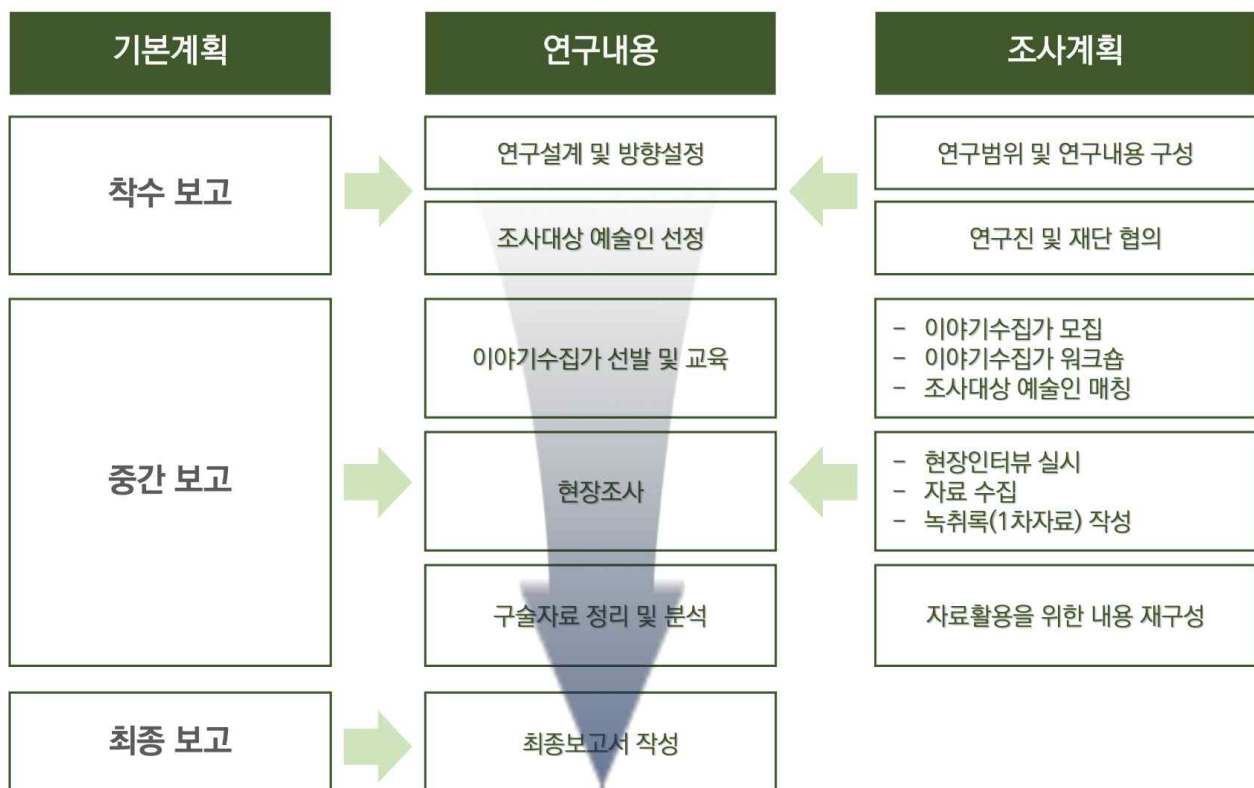 기본계획
연구내용
조사계획
착수 보고
연구설계 및 방향설정
연구범위 및 연구내용 구성
조사대상 예술인 선정
연구진 및 재단 협의
중간 보고
이야기수집가 선발 및 교육
- 이야기수집가 모집
- 이야기수집가 워크숍
- 조사대상 예술인 매칭
현장조사
- 현장인터뷰 실시
- 자료 수집
- 녹취록(1차자료) 작성
구술자료 정리 및 분석
자료활용을 위한 내용 재구성
최종 보고
최종보고서 작성